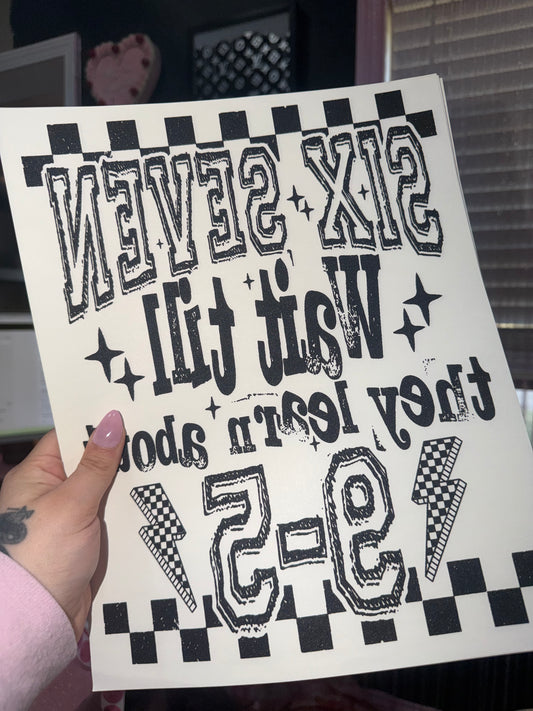 SIX SEVEN
Wait till
they learn about
9-5